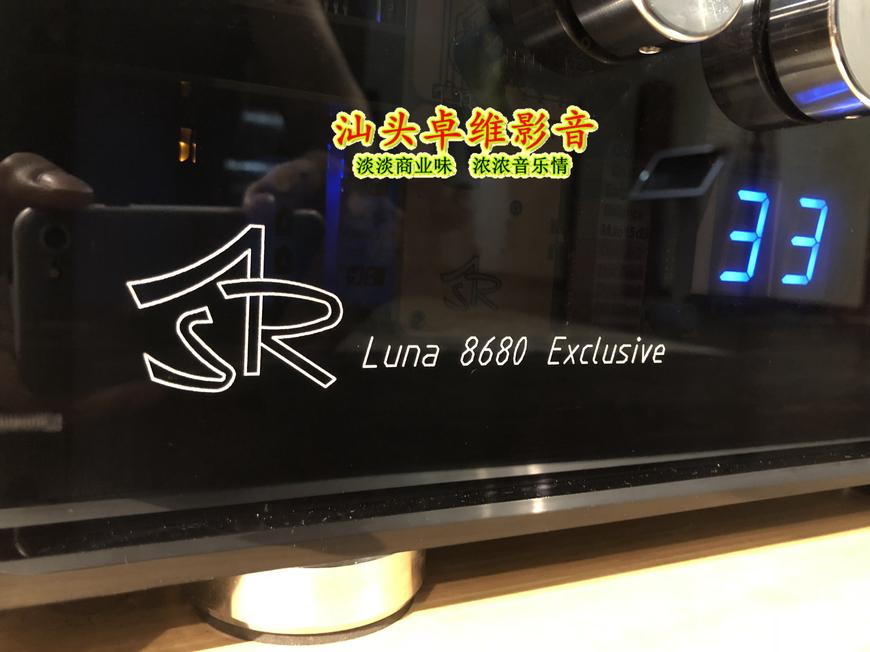 汕头卓维影音
淡淡商业味 浓浓音乐情
33
ASR
Luna 8680 Exclusive